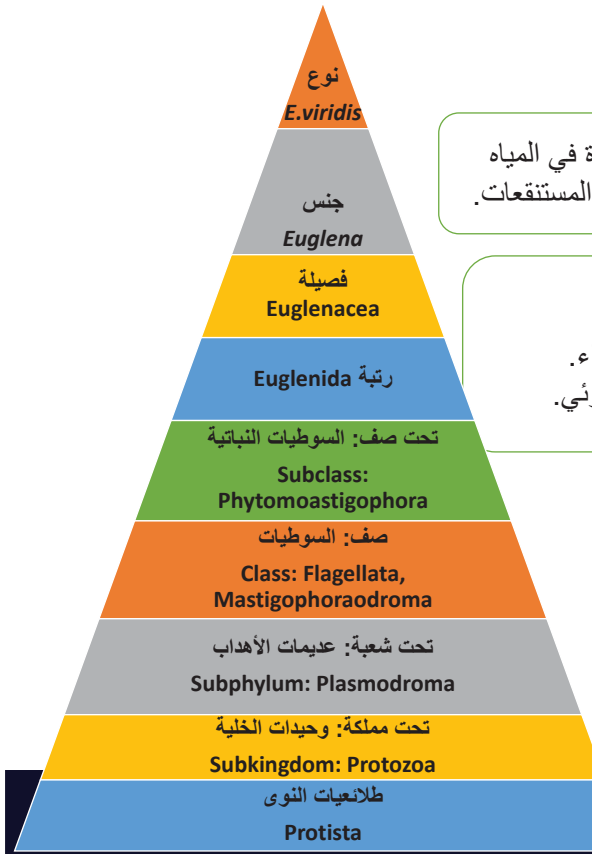 نوع
E.viridis
جنس
Euglena
فصيلة
Euglenacea
رتبة Euglenida
تحت صف: السوطيات النباتية
Subclass:
Phytomoastigophora
صف: السوطيات
Class: Flagellata,
Mastigophoraodroma
تحت شعبة: عديمات الأهداب
Subphylum: Plasmodroma
تحت مملكة: وحيدات الخلية
Subkingdom: Protozoa
طلائعيات النوى
Protista
في المياه
المستنقعات.